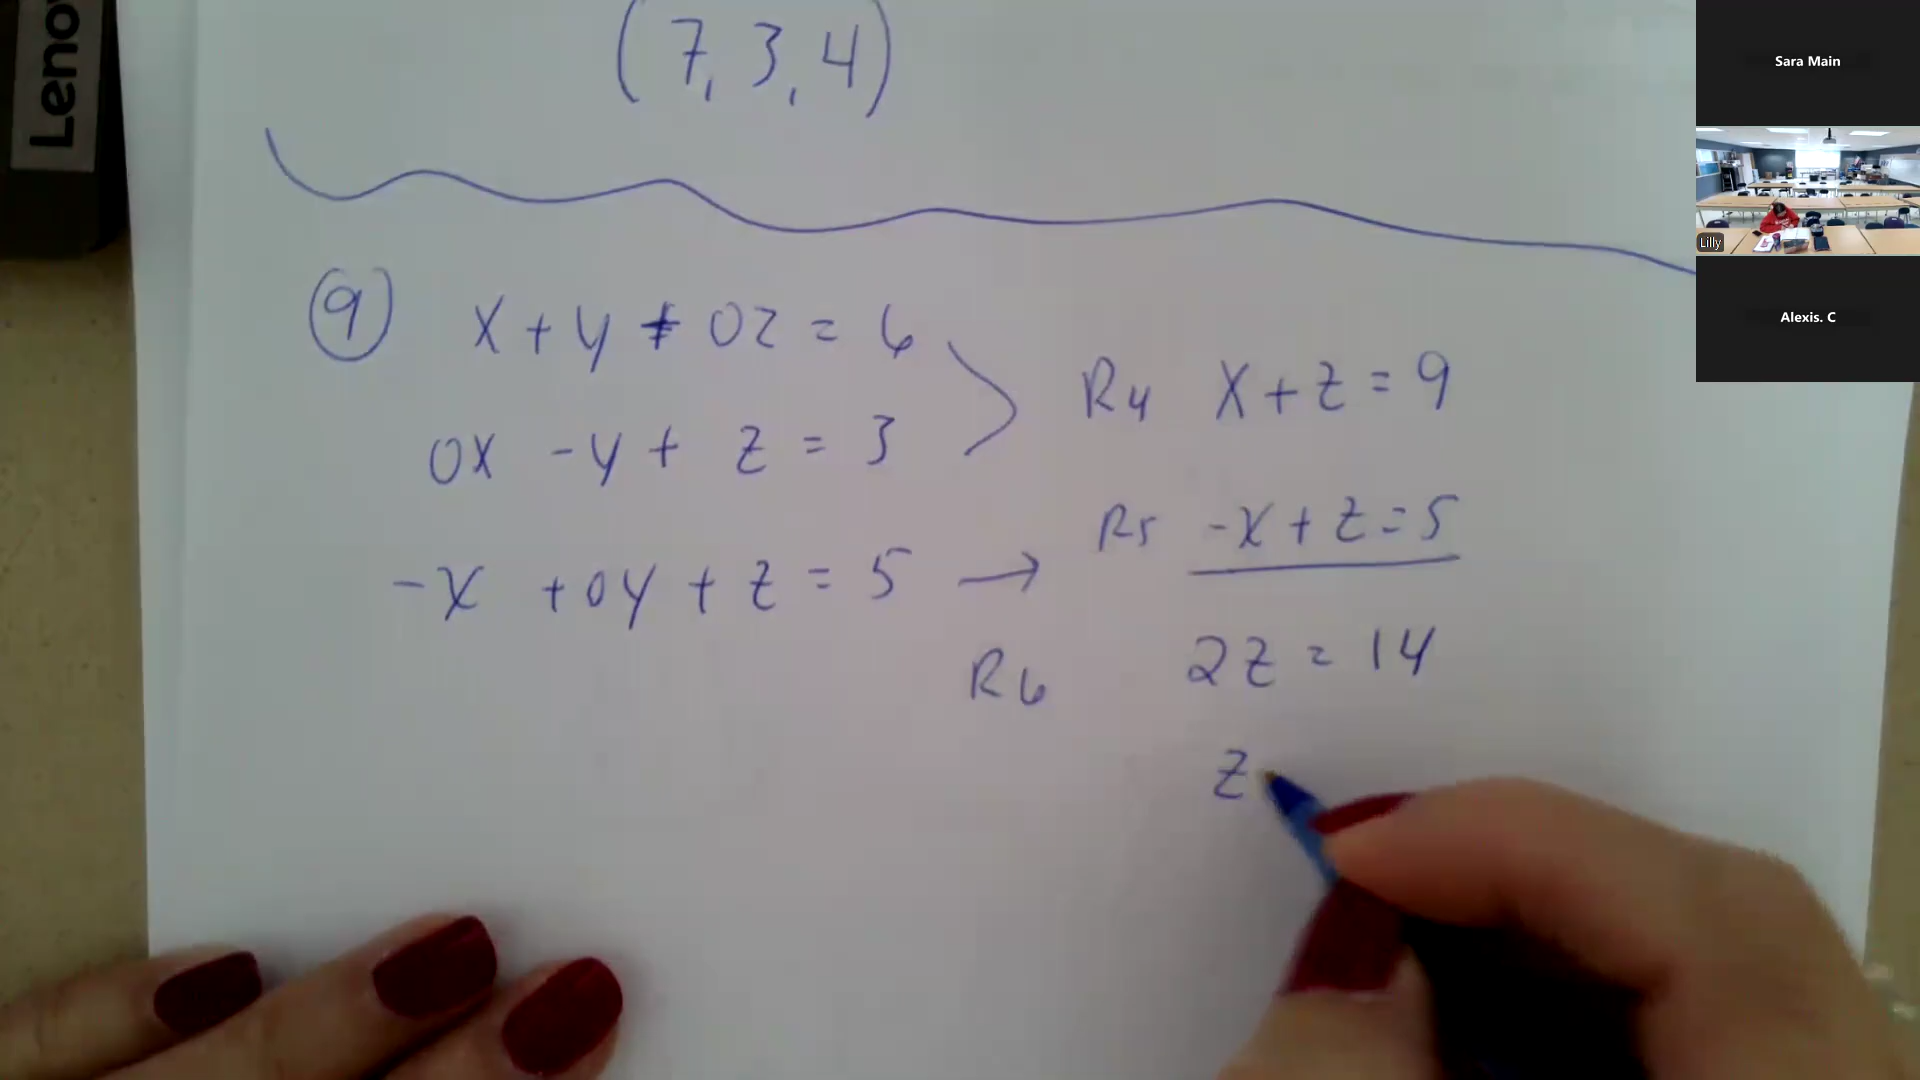 Leno
(7, 3, 4)
9 x + y + 0z = 6
0x - y + z = 3
-x + 0y + z = 5 →
R4 x + z = 9
R5 -x + z = 5
R6 2z = 14
z
Sara Main
Lilly
Alexis. C